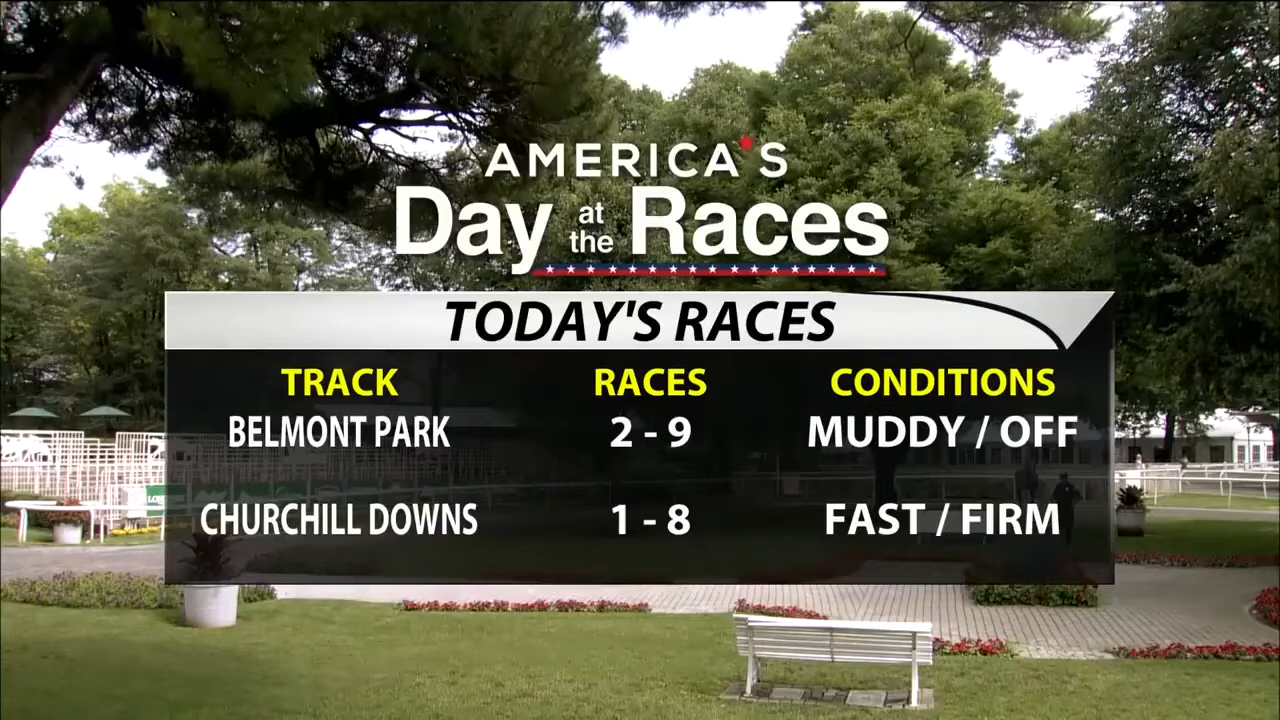 AMERICA'S
Day at the Races
TODAY'S RACES
TRACK RACES CONDITIONS
BELMONT PARK 2 - 9 MUDDY / OFF
CHURCHILL DOWNS 1 - 8 FAST / FIRM